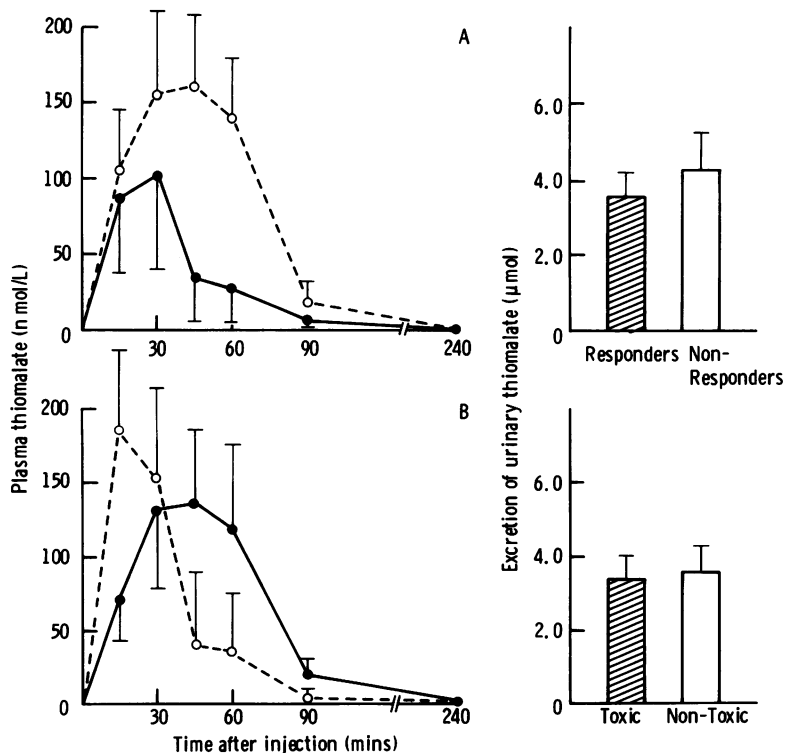 A
200
150
100
50
0
30
60
90
240
Plasma thiomalate (n mol/L)
B
200
150
100
50
0
30
60
90
240
Time after injection (mins)
6.0
4.0
2.0
0
Responders
Non-
Responders
Excretion of urinary thiomalate (μmol)
6.0
4.0
2.0
0
Toxic
Non-Toxic